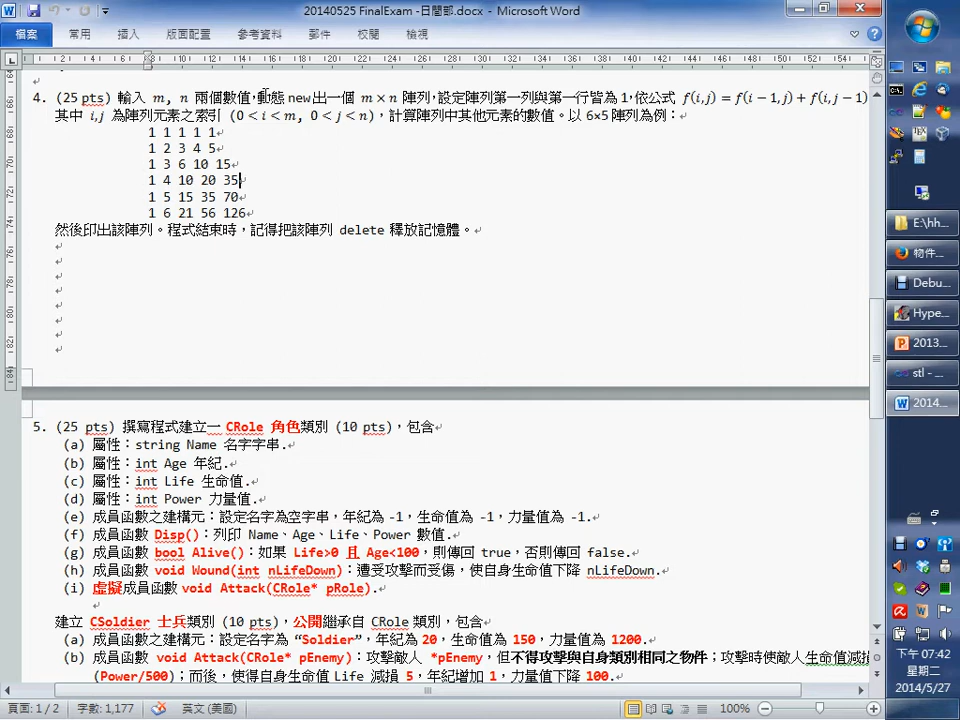 20140525 FinalExam -日間部.docx - Microsoft Word
檔案 常用 插入 版面配置 參考資料 郵件 校閱 檢視
4. (25 pts) 輸入 m, n 兩個數值,動態 new出一個 m × n 陣列,設定陣列第一列與第一行皆為 1,依公式 f(i,j) = f(i − 1,j) + f(i,j − 1)
其中 i,j 為陣列元素之索引 (0 < i < m, 0 < j < n), 計算陣列中其他元素的數值。以 6×5 陣列為例：
1 1 1 1 1
1 2 3 4 5
1 3 6 10 15
1 4 10 20 35
1 5 15 35 70
1 6 21 56 126
然後印出該陣列。程式結束時，記得把該陣列 delete 釋放記憶體。
5. (25 pts) 撰寫程式建立一 CRole 角色類別 (10 pts)，包含
(a) 屬性：string Name 名字字串.
(b) 屬性：int Age 年紀.
(c) 屬性：int Life 生命值.
(d) 屬性：int Power 力量值.
(e) 成員函數之建構元：設定名字為空字串，年紀為 -1，生命值為 -1，力量值為 -1.
(f) 成員函數 Disp()：列印 Name、Age、Life、Power 數值.
(g) 成員函數 bool Alive()：如果 Life>0 且 Age<100，則傳回 true，否則傳回 false.
(h) 成員函數 void Wound(int nLifeDown)：遭受攻擊而受傷，使自身生命值下降 nLifeDown.
(i) 虛擬成員函數 void Attack(CRole* pRole).
建立 CSoldier 士兵類別 (10 pts)，公開繼承自 CRole 類別，包含
(a) 成員函數之建構元：設定名字為 “Soldier”，年紀為 20，生命值為 150，力量值為 1200.
(b) 成員函數 void Attack(CRole* pEnemy)：攻擊敵人 *pEnemy，但不得攻擊與自身類別相同之物件；攻擊時使敵人生命值減損
(Power/500)；而後，使得自身生命值 Life 減損 5，年紀增加 1，力量值下降 100.
頁面: 1 / 2 字數: 1,177 英文 (美國) 100%
E:\hh...
物件...
Debu...
Hype...
2013...
stl - ...
2014...
下午 07:42
星期二
2014/5/27